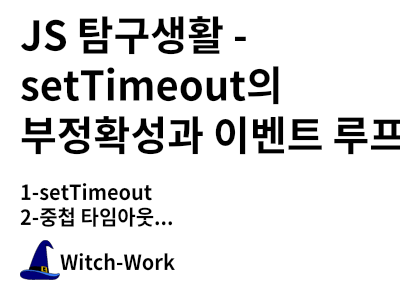 JS 탐구생활 -
setTimeout의
부정확성과 이벤트 루프
1-setTimeout
2-중첩 타임아웃...
Witch-Work